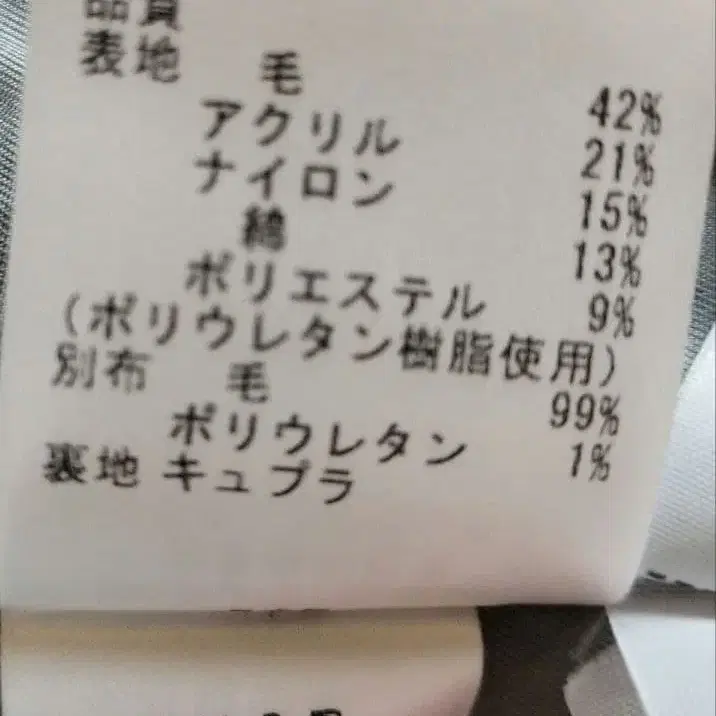 品質
表地 毛 42%
アクリル 21%
ナイロン 15%
綿 13%
ポリエステル 9%
(ポリウレタン樹脂使用)
別布 毛 99%
ポリウレタン 1%
裏地 キュプラ